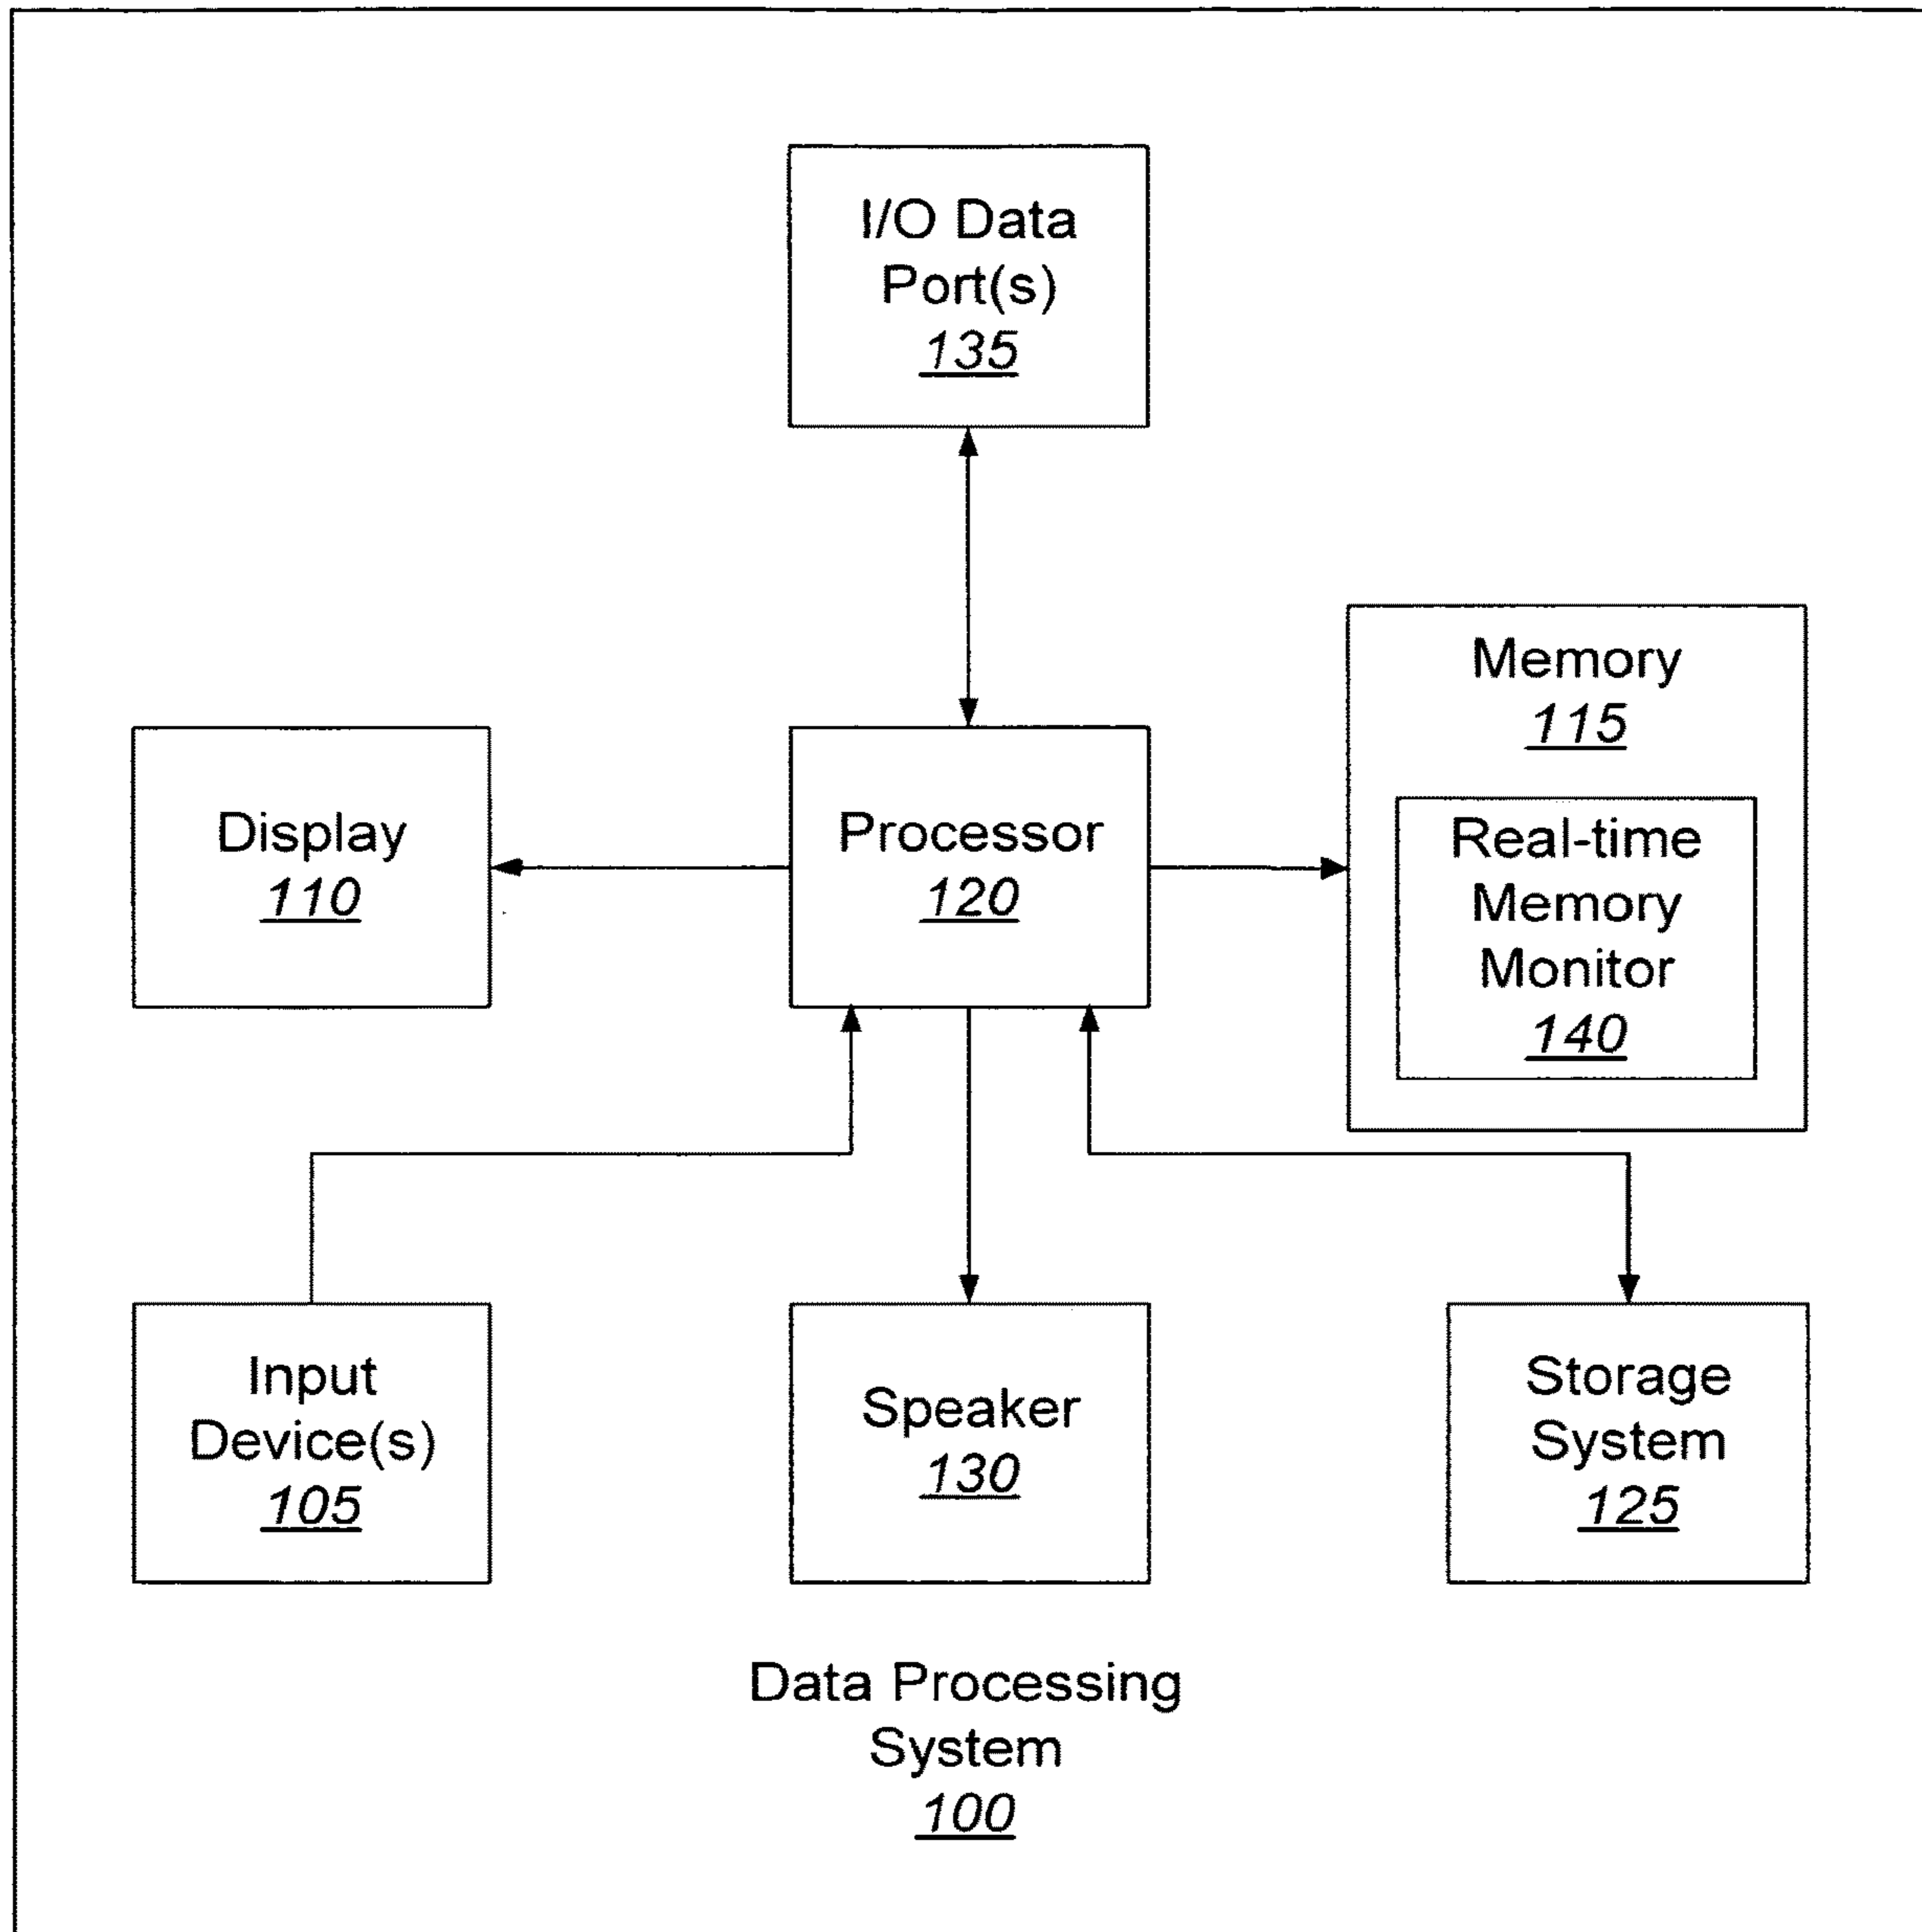 I/O Data
Port(s)
135
Memory
115
Real-time
Memory
Monitor
140
Display
110
Processor
120
Input
Device(s)
105
Speaker
130
Storage
System
125
Data Processing
System
100